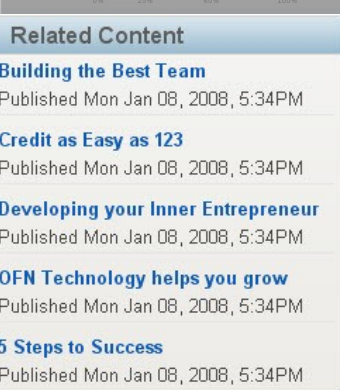 Related Content
Building the Best Team
Published Mon Jan 08, 2008, 5:34PM
Credit as Easy as 123
Published Mon Jan 08, 2008, 5:34PM
Developing your Inner Entrepreneur
Published Mon Jan 08, 2008, 5:34PM
OFN Technology helps you grow
Published Mon Jan 08, 2008, 5:34PM
5 Steps to Success
Published Mon Jan 08, 2008, 5:34PM